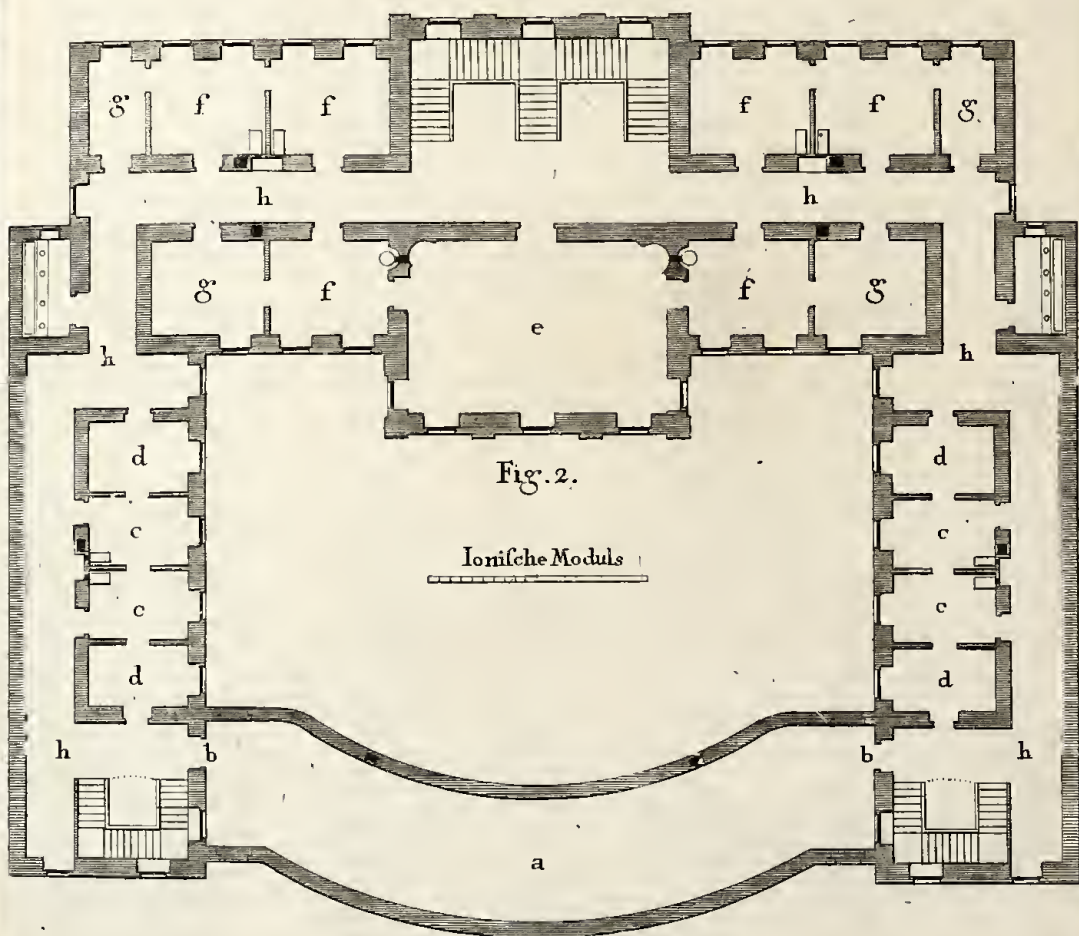 g f f f f g
h h
g f e f g
h h
d d
Fig. 2.
c c
Ioniſche Moduls
c c
d d
h b b h
a